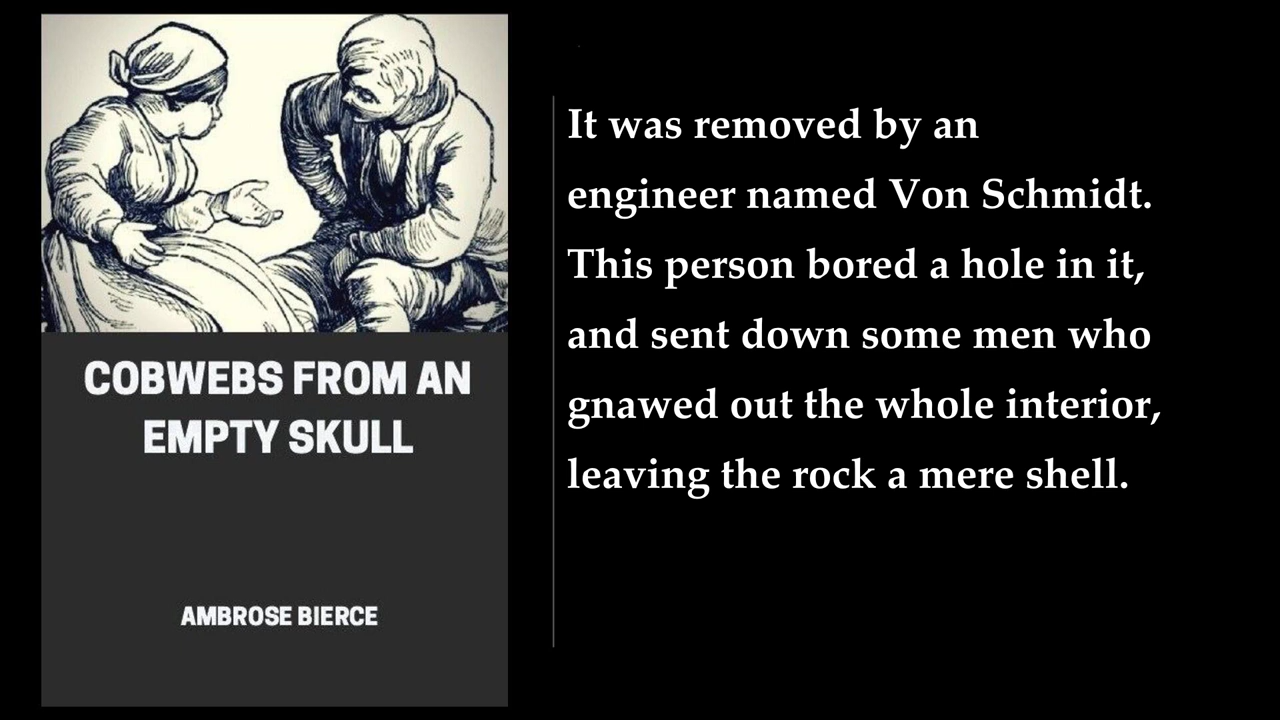 COBWEBS FROM AN
EMPTY SKULL
AMBROSE BIERCE
It was removed by an
engineer named Von Schmidt.
This person bored a hole in it,
and sent down some men who
gnawed out the whole interior,
leaving the rock a mere shell.